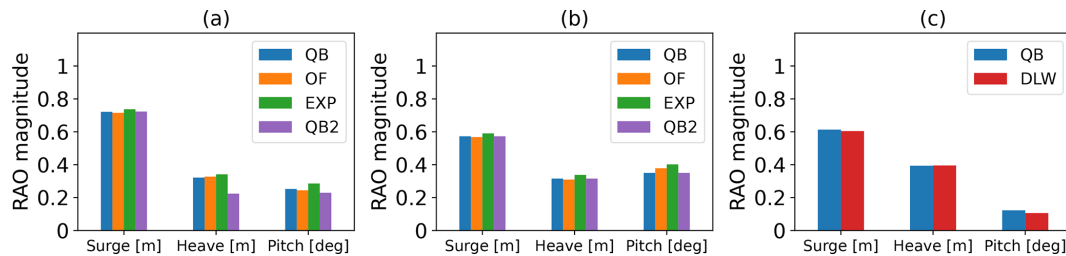 (a)
RAO magnitude
1
0.8
0.6
0.4
0.2
0
QB
OF
EXP
QB2
Surge [m]
Heave [m]
Pitch [deg]
(b)
RAO magnitude
1
0.8
0.6
0.4
0.2
0
QB
OF
EXP
QB2
Surge [m]
Heave [m]
Pitch [deg]
(c)
RAO magnitude
1
0.8
0.6
0.4
0.2
0
QB
DLW
Surge [m]
Heave [m]
Pitch [deg]